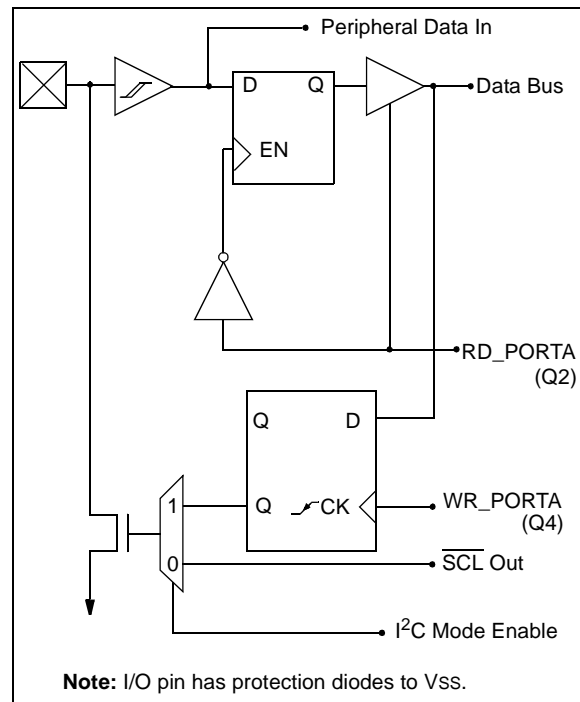 Peripheral Data In
D Q
Data Bus
EN
RD_PORTA
(Q2)
Q D
1
Q CK
WR_PORTA
(Q4)
0
S̅C̅L̅ Out
I²C Mode Enable
Note: I/O pin has protection diodes to VSS.